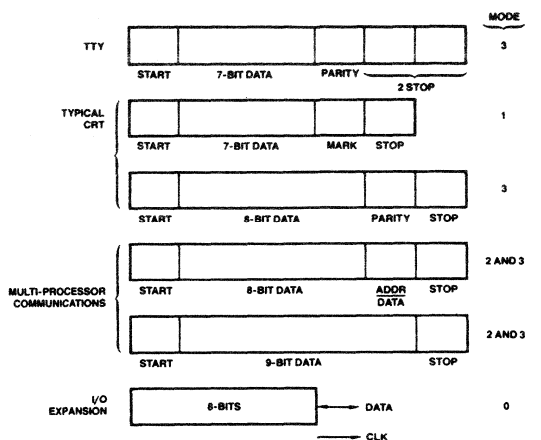 MODE
TTY 3
START 7-BIT DATA PARITY
2 STOP
TYPICAL
CRT
1
START 7-BIT DATA MARK STOP
3
START 8-BIT DATA PARITY STOP
2 AND 3
MULTI-PROCESSOR
COMMUNICATIONS
START 8-BIT DATA ADDR STOP
DATA
2 AND 3
START 9-BIT DATA STOP
I/O
EXPANSION
8-BITS DATA 0
CLK